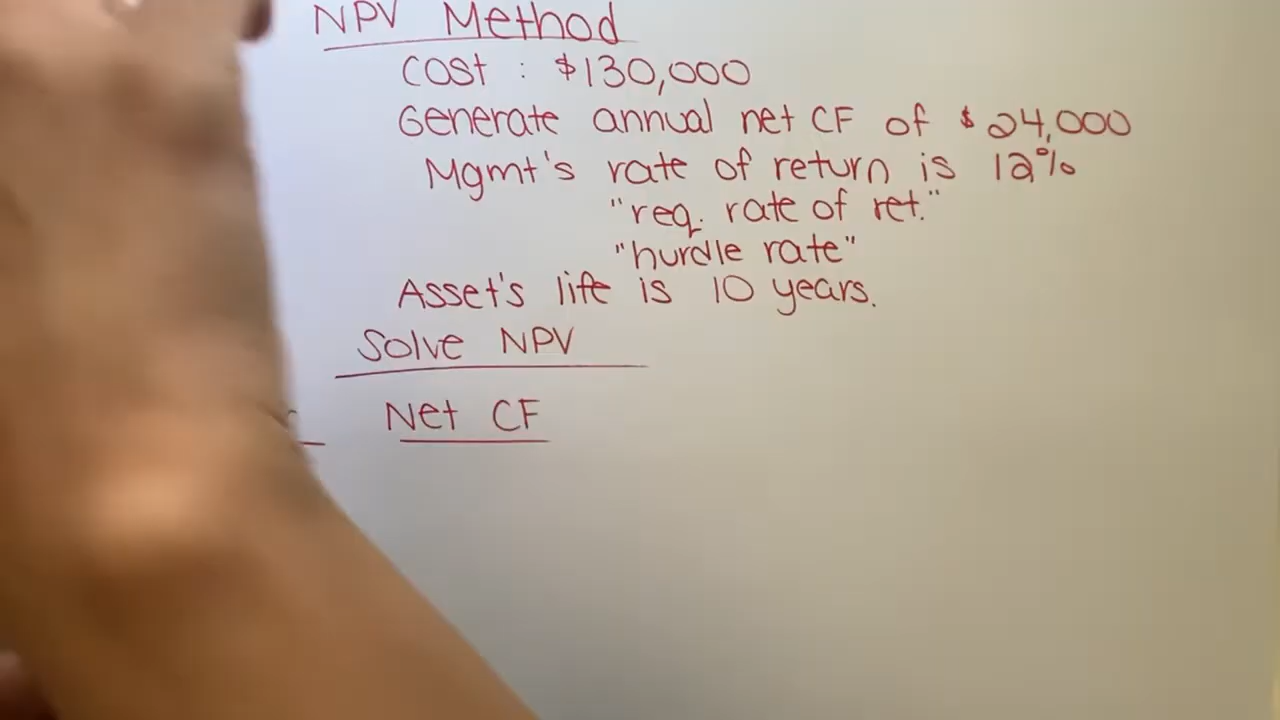 NPV Method
Cost : $130,000
Generate annual net CF of $24,000
Mgmt's rate of return is 12%
"req. rate of ret."
"hurdle rate"
Asset's life is 10 years.
Solve NPV
Net CF